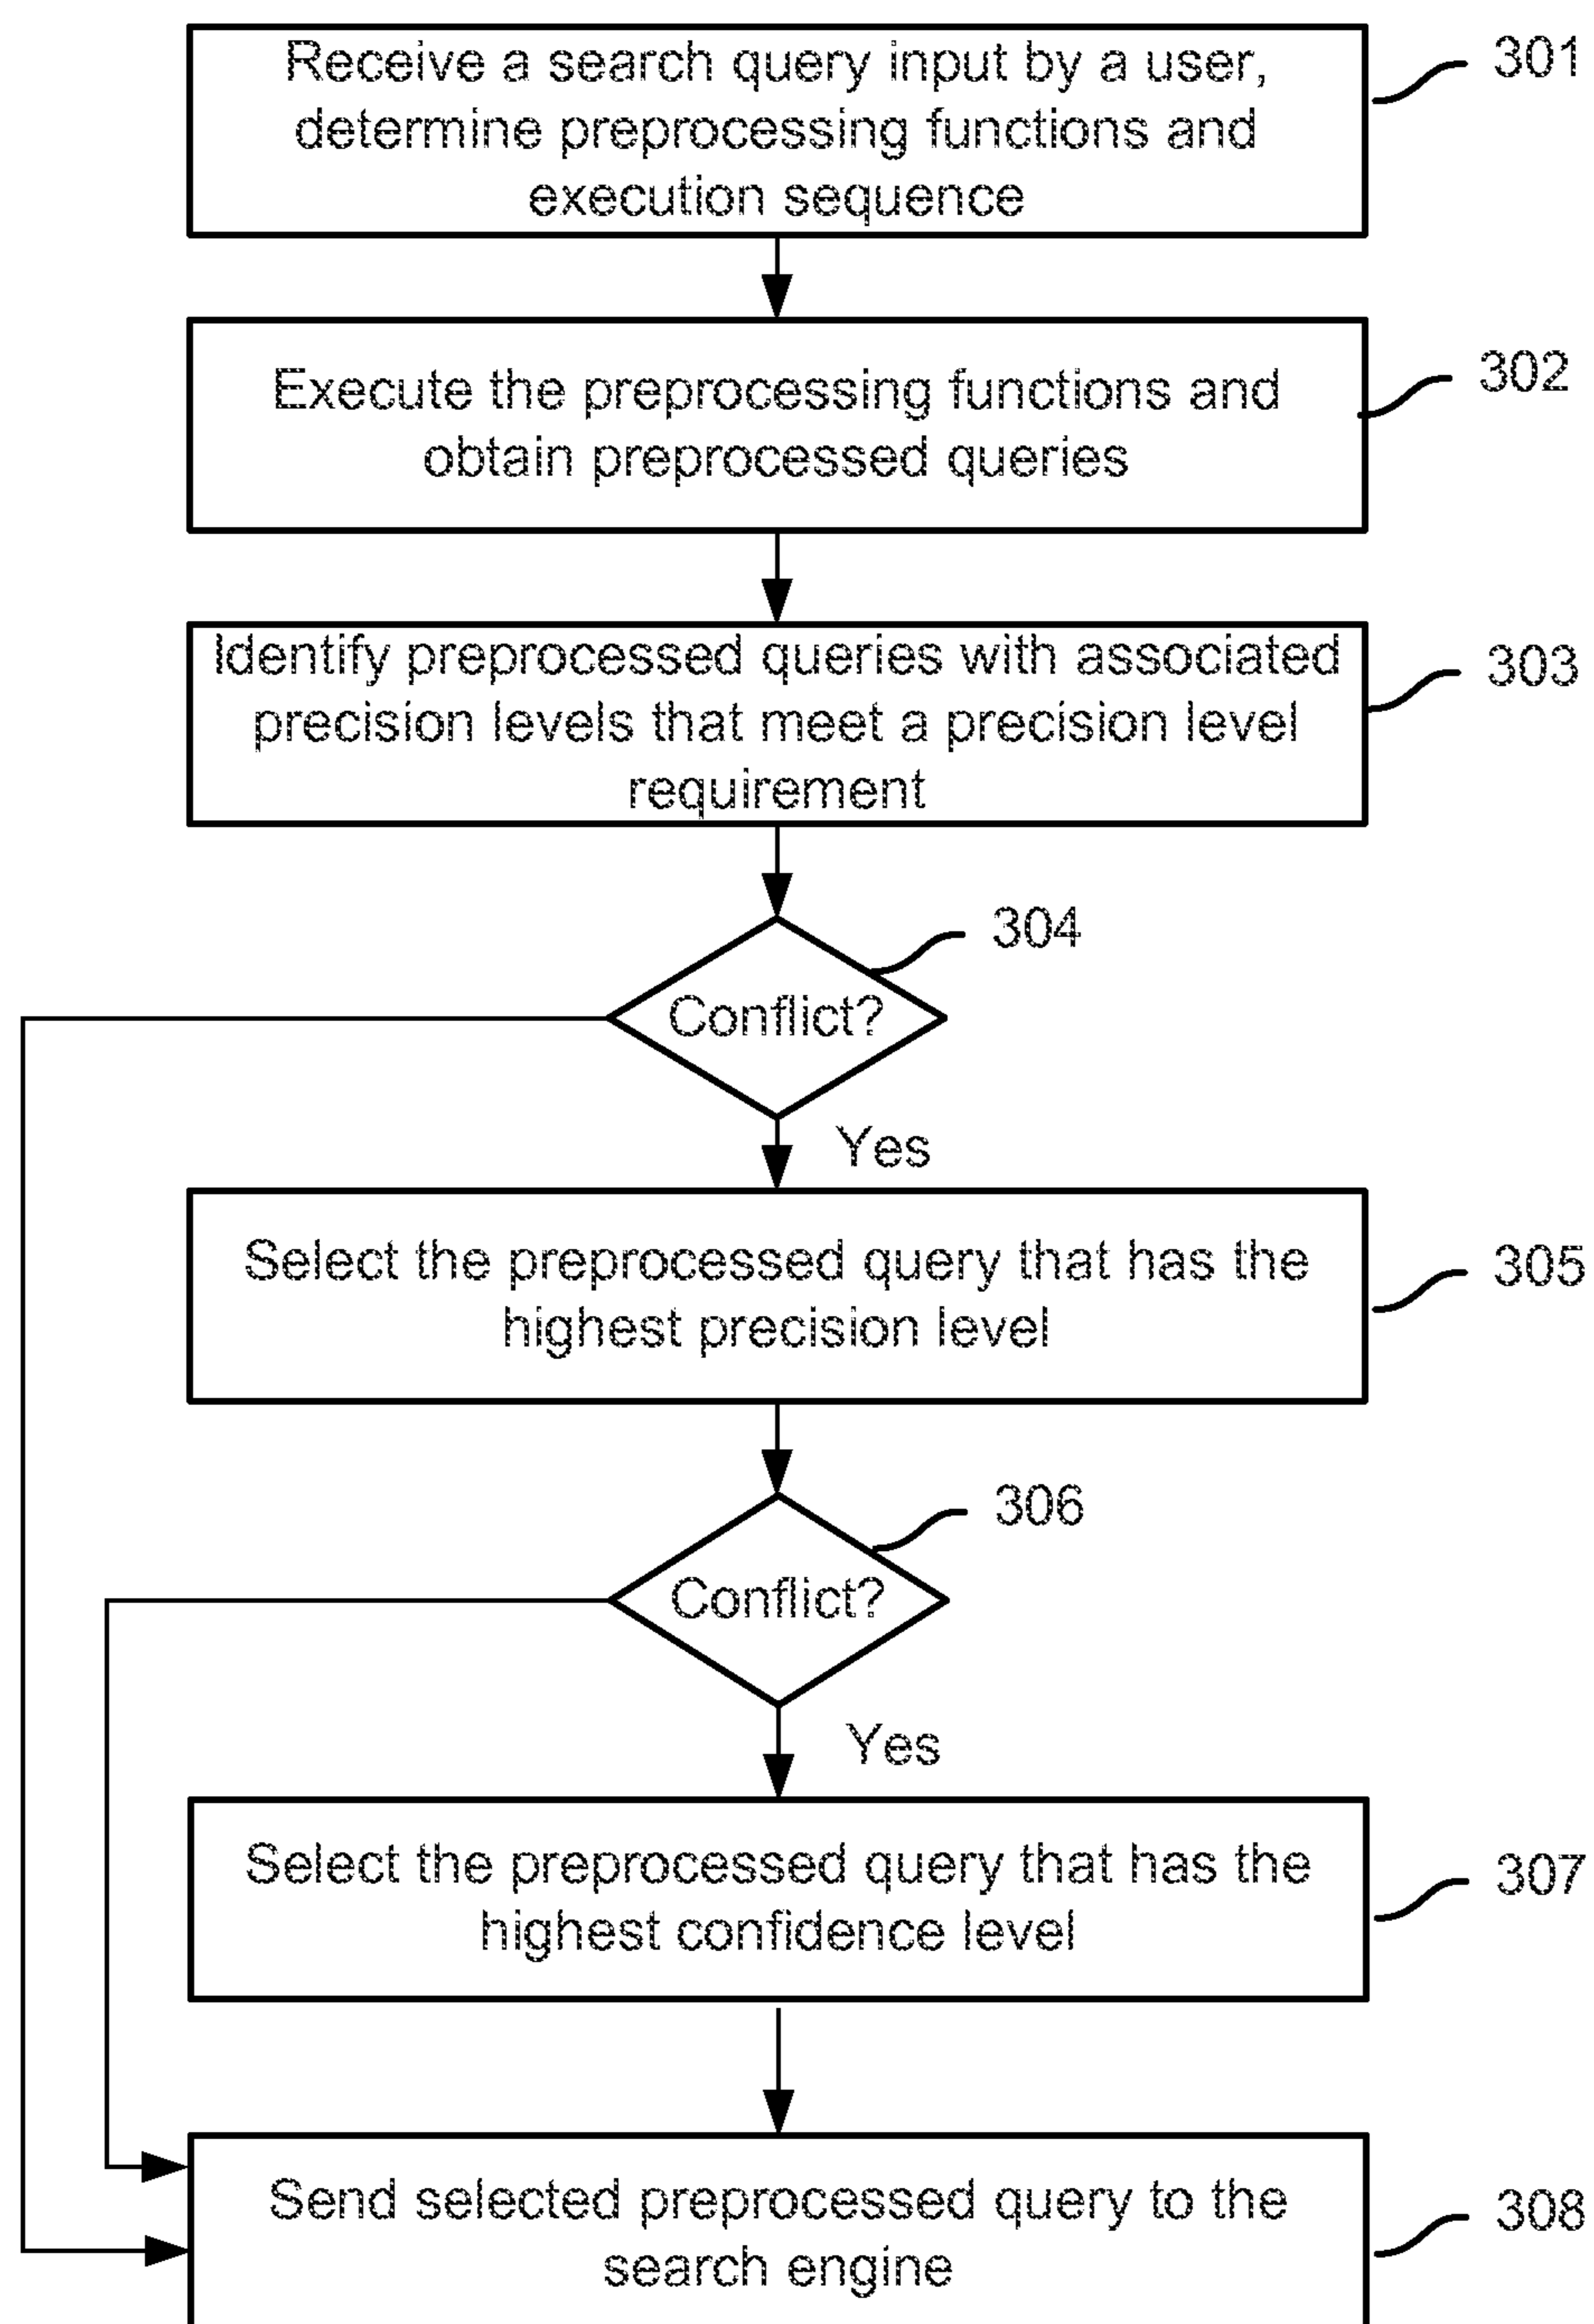 Receive a search query input by a user,
determine preprocessing functions and
execution sequence
301
Execute the preprocessing functions and
obtain preprocessed queries
302
Identify preprocessed queries with associated
precision levels that meet a precision level
requirement
303
304
Conflict?
Yes
Select the preprocessed query that has the
highest precision level
305
306
Conflict?
Yes
Select the preprocessed query that has the
highest confidence level
307
Send selected preprocessed query to the
search engine
308